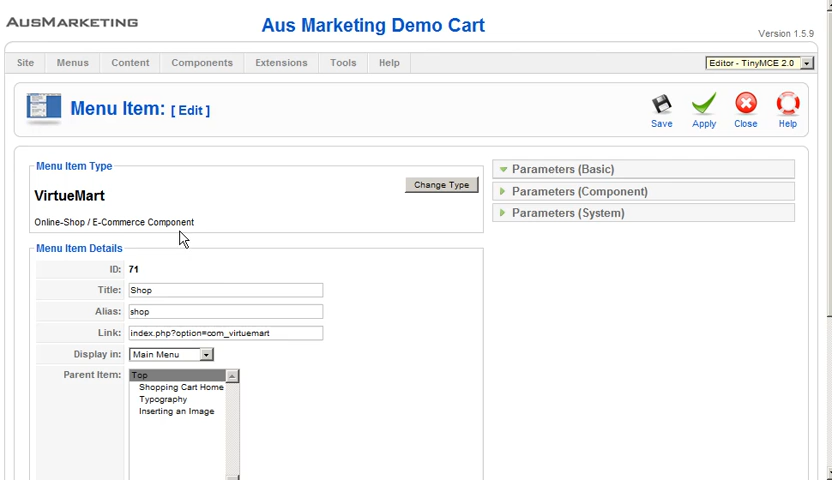 AUSMARKETING
Aus Marketing Demo Cart
Version 1.5.9
Site Menus Content Components Extensions Tools Help
Editor - TinyMCE 2.0
Menu Item: [ Edit ]
Save Apply Close Help
Menu Item Type
VirtueMart
Change Type
Online-Shop / E-Commerce Component
Menu Item Details
ID: 71
Title: Shop
Alias: shop
Link: index.php?option=com_virtuemart
Display in: Main Menu
Parent Item: Top
Shopping Cart Home
Typography
Inserting an Image
Parameters (Basic)
Parameters (Component)
Parameters (System)